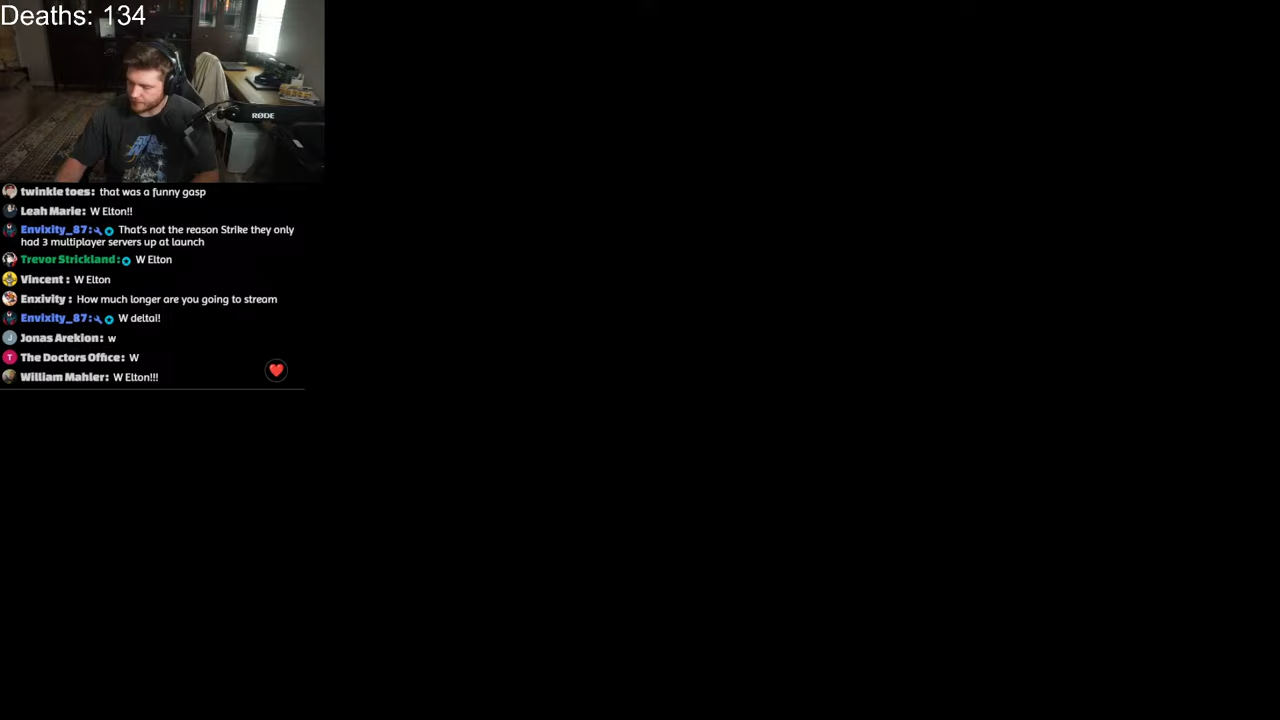 Deaths: 134
RØDE
twinkle toes: that was a funny gasp
Leah Marie: W Elton!!
Envixity_87: That's not the reason Strike they only
had 3 multiplayer servers up at launch
Trevor Strickland: W Elton
Vincent : W Elton
Enxivity : How much longer are you going to stream
Envixity_87: W deltai!
J Jonas Arekion: w
T The Doctors Office: W
William Mahler: W Elton!!!